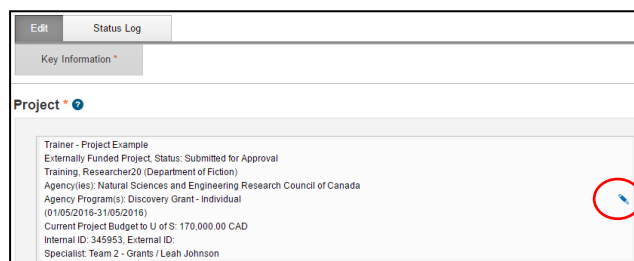 Edit Status Log
Key Information *
Project * ?
Trainer - Project Example
Externally Funded Project, Status: Submitted for Approval
Training, Researcher20 (Department of Fiction)
Agency(ies): Natural Sciences and Engineering Research Council of Canada
Agency Program(s): Discovery Grant - Individual
(01/05/2016-31/05/2016)
Current Project Budget to U of S: 170,000.00 CAD
Internal ID: 345953, External ID:
Specialist: Team 2 - Grants / Leah Johnson